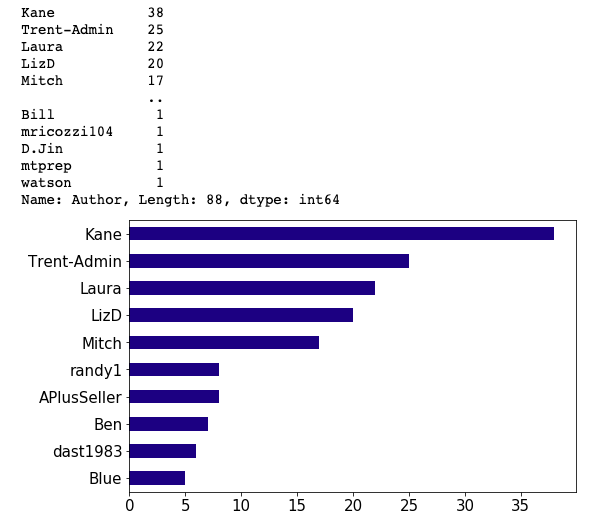 Kane 38
Trent-Admin 25
Laura 22
LizD 20
Mitch 17
..
Bill 1
mricozzi104 1
D.Jin 1
mtprep 1
watson 1
Name: Author, Length: 88, dtype: int64
Kane
Trent-Admin
Laura
LizD
Mitch
randy1
APlusSeller
Ben
dast1983
Blue
0 5 10 15 20 25 30 35